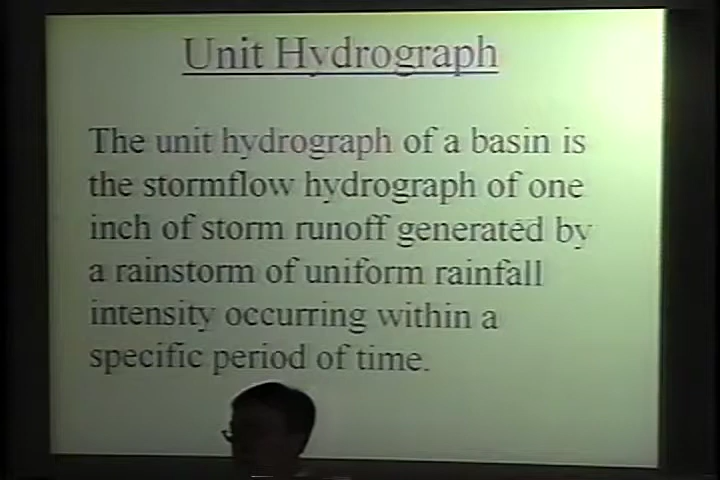 Unit Hydrograph
The unit hydrograph of a basin is
the stormflow hydrograph of one
inch of storm runoff generated by
a rainstorm of uniform rainfall
intensity occurring within a
specific period of time.